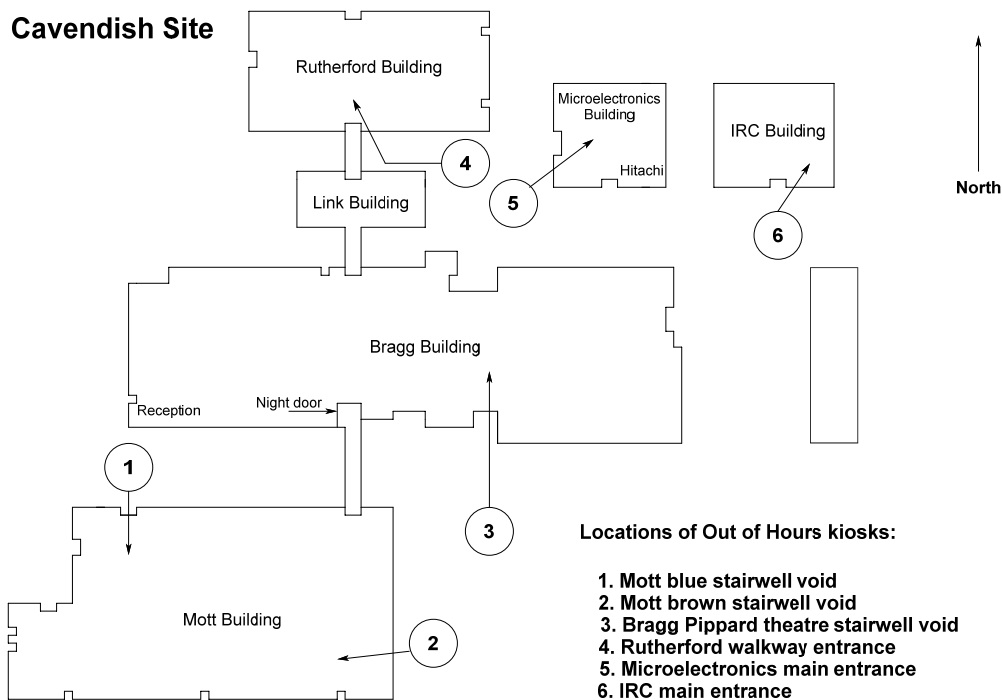 Cavendish Site
Rutherford Building
Microelectronics
Building
IRC Building
4
Hitachi
North
5
Link Building
6
Bragg Building
Night door
Reception
1
3
Locations of Out of Hours kiosks:
1. Mott blue stairwell void
Mott Building
2. Mott brown stairwell void
2
3. Bragg Pippard theatre stairwell void
4. Rutherford walkway entrance
5. Microelectronics main entrance
6. IRC main entrance